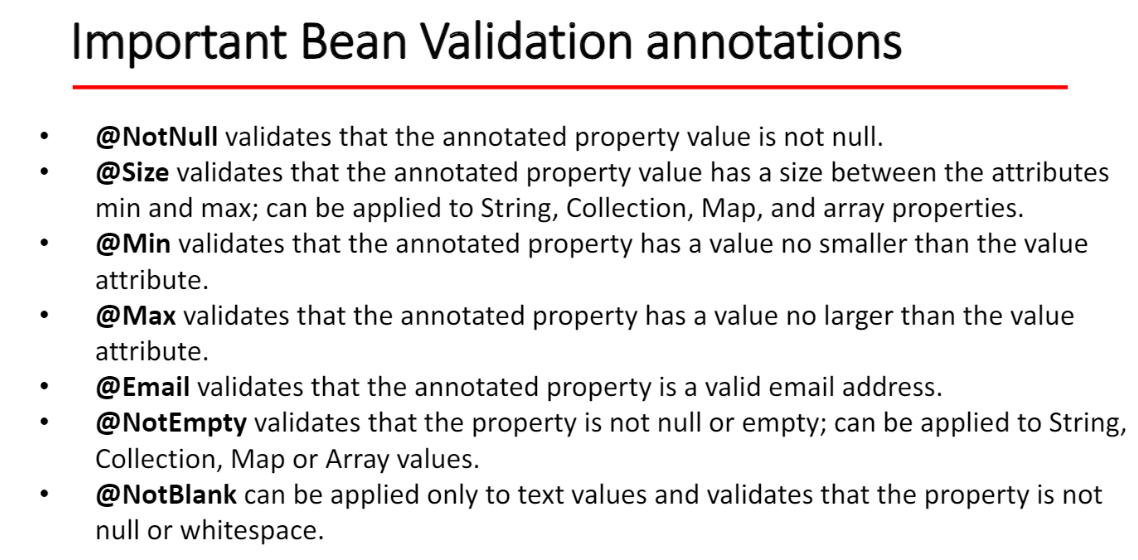 Important Bean Validation annotations
• @NotNull validates that the annotated property value is not null.
• @Size validates that the annotated property value has a size between the attributes
min and max; can be applied to String, Collection, Map, and array properties.
• @Min validates that the annotated property has a value no smaller than the value
attribute.
• @Max validates that the annotated property has a value no larger than the value
attribute.
• @Email validates that the annotated property is a valid email address.
• @NotEmpty validates that the property is not null or empty; can be applied to String,
Collection, Map or Array values.
• @NotBlank can be applied only to text values and validates that the property is not
null or whitespace.